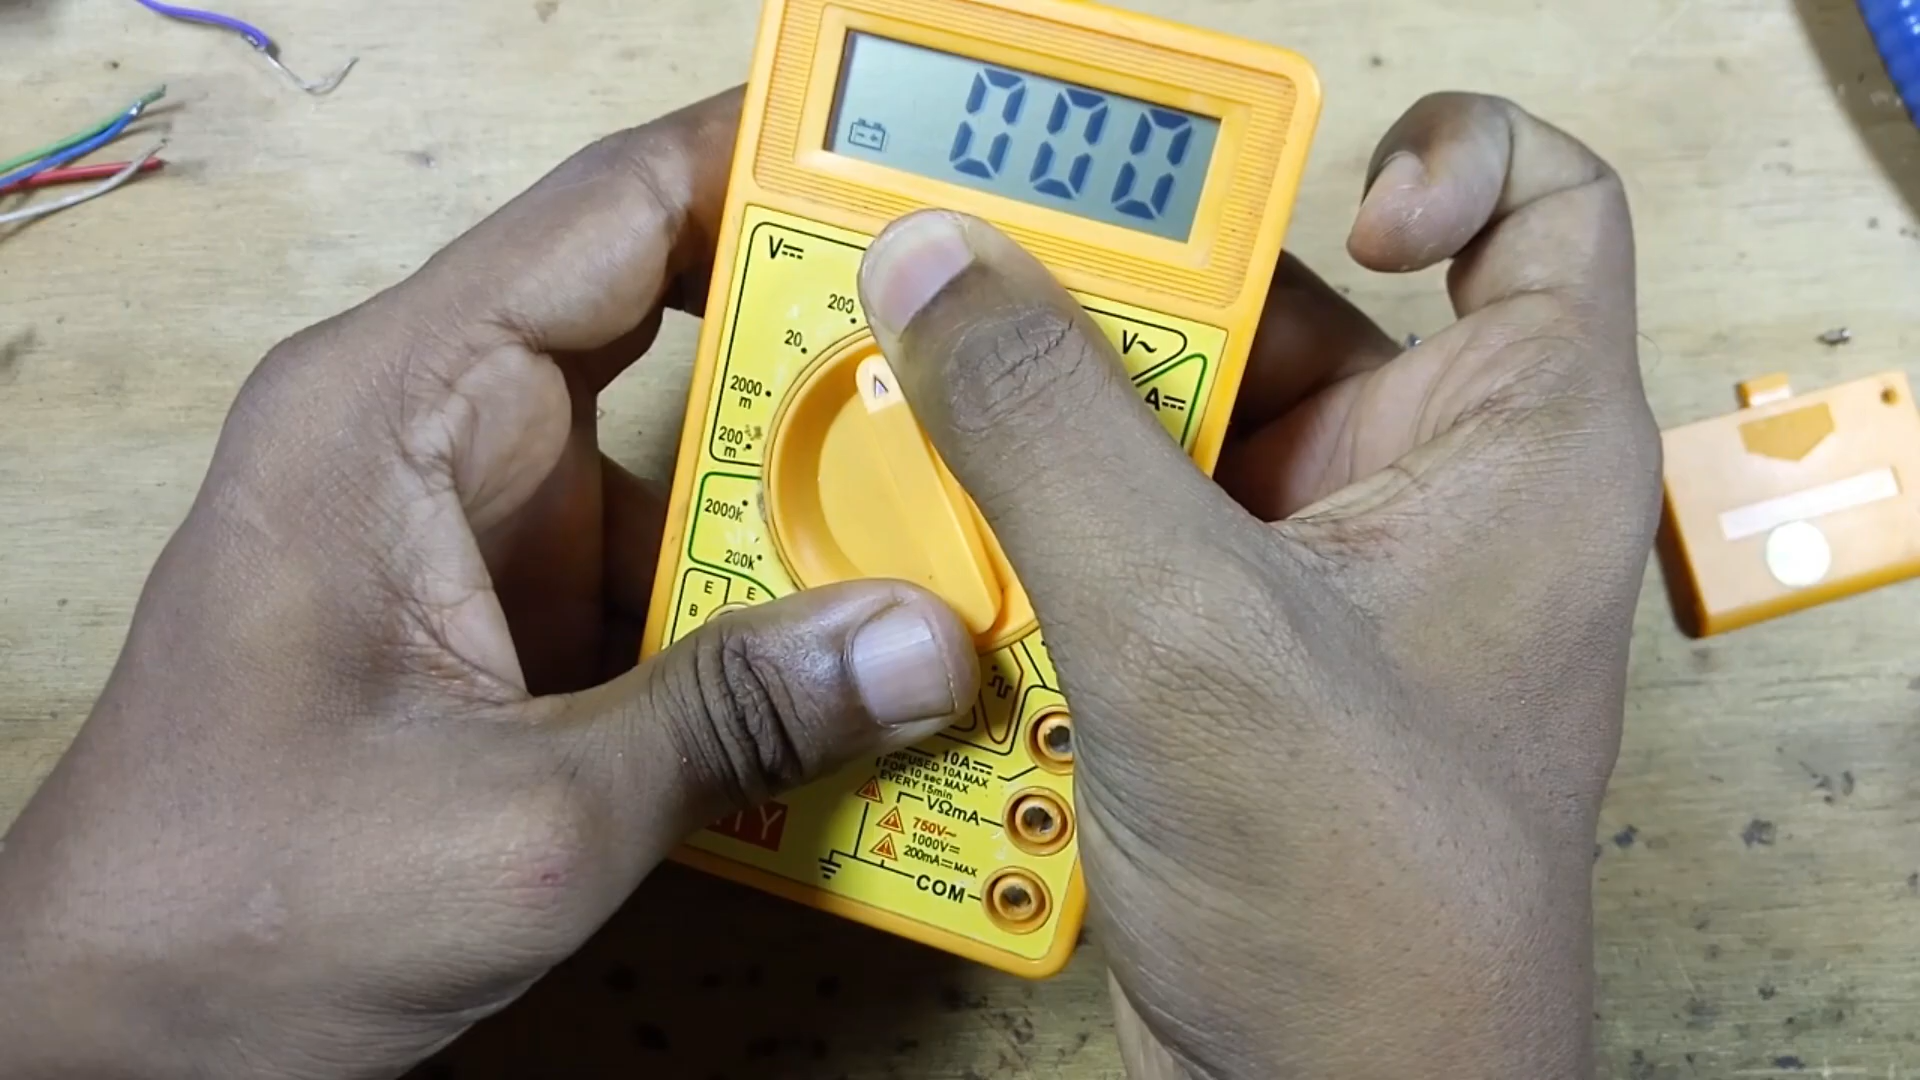 000
V⎓
200
20
2000
m
200
m
2000k
200k
E
E
B
V~
A⎓
10A⎓
10A MAX
FOR 10 sec MAX
EVERY 15min
VΩmA
750V~
1000V⎓
200mA⎓MAX
COM